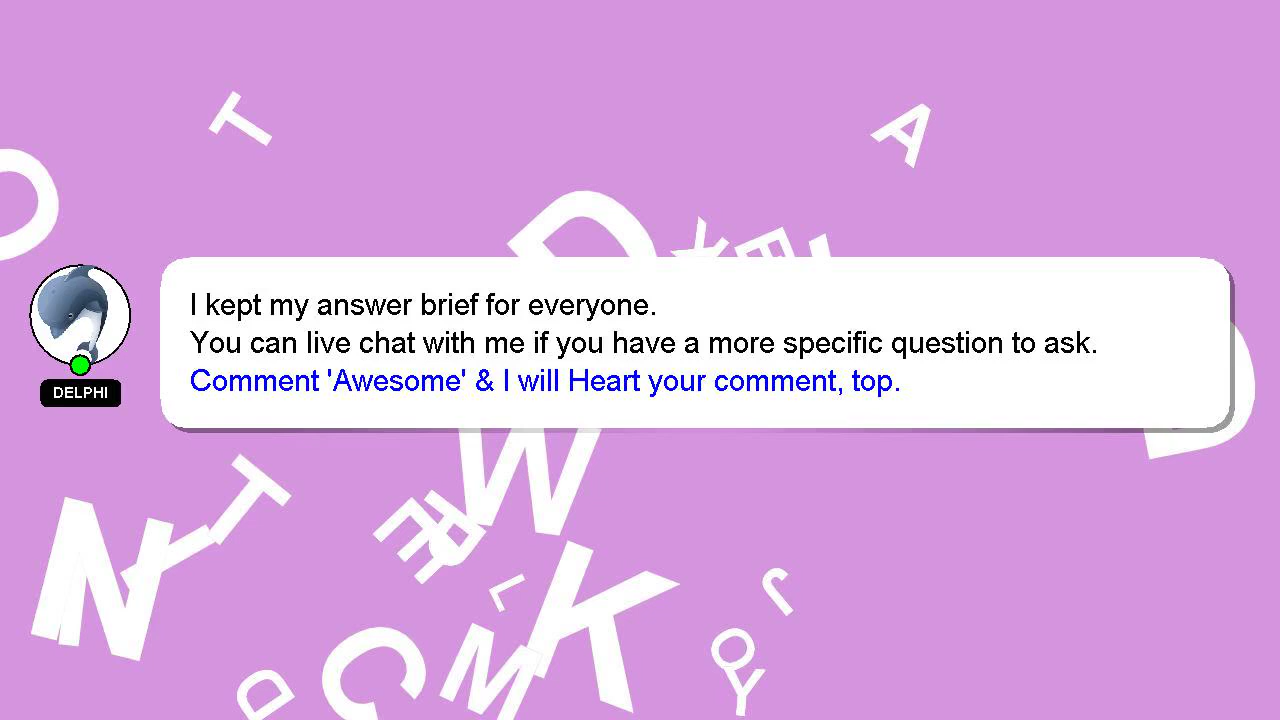 T
A
O
D
K
E
I kept my answer brief for everyone.
You can live chat with me if you have a more specific question to ask.
Comment 'Awesome' & I will Heart your comment, top.
DELPHI
D
W
T
N
Y
E
R
L
K
J
C
M
O
Y
D